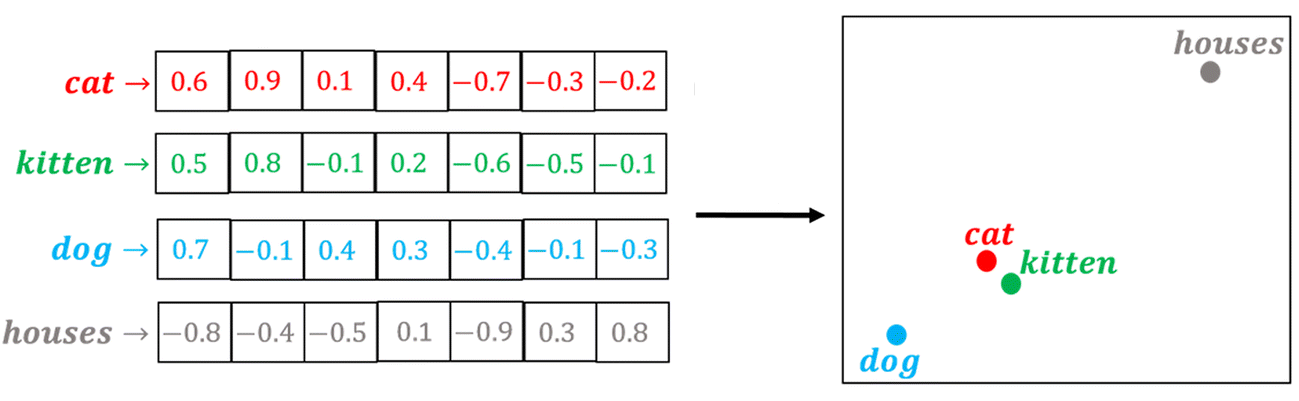 cat → 0.6 0.9 0.1 0.4 −0.7 −0.3 −0.2
kitten → 0.5 0.8 −0.1 0.2 −0.6 −0.5 −0.1
dog → 0.7 −0.1 0.4 0.3 −0.4 −0.1 −0.3
houses → −0.8 −0.4 −0.5 0.1 −0.9 0.3 0.8
houses
cat
kitten
dog